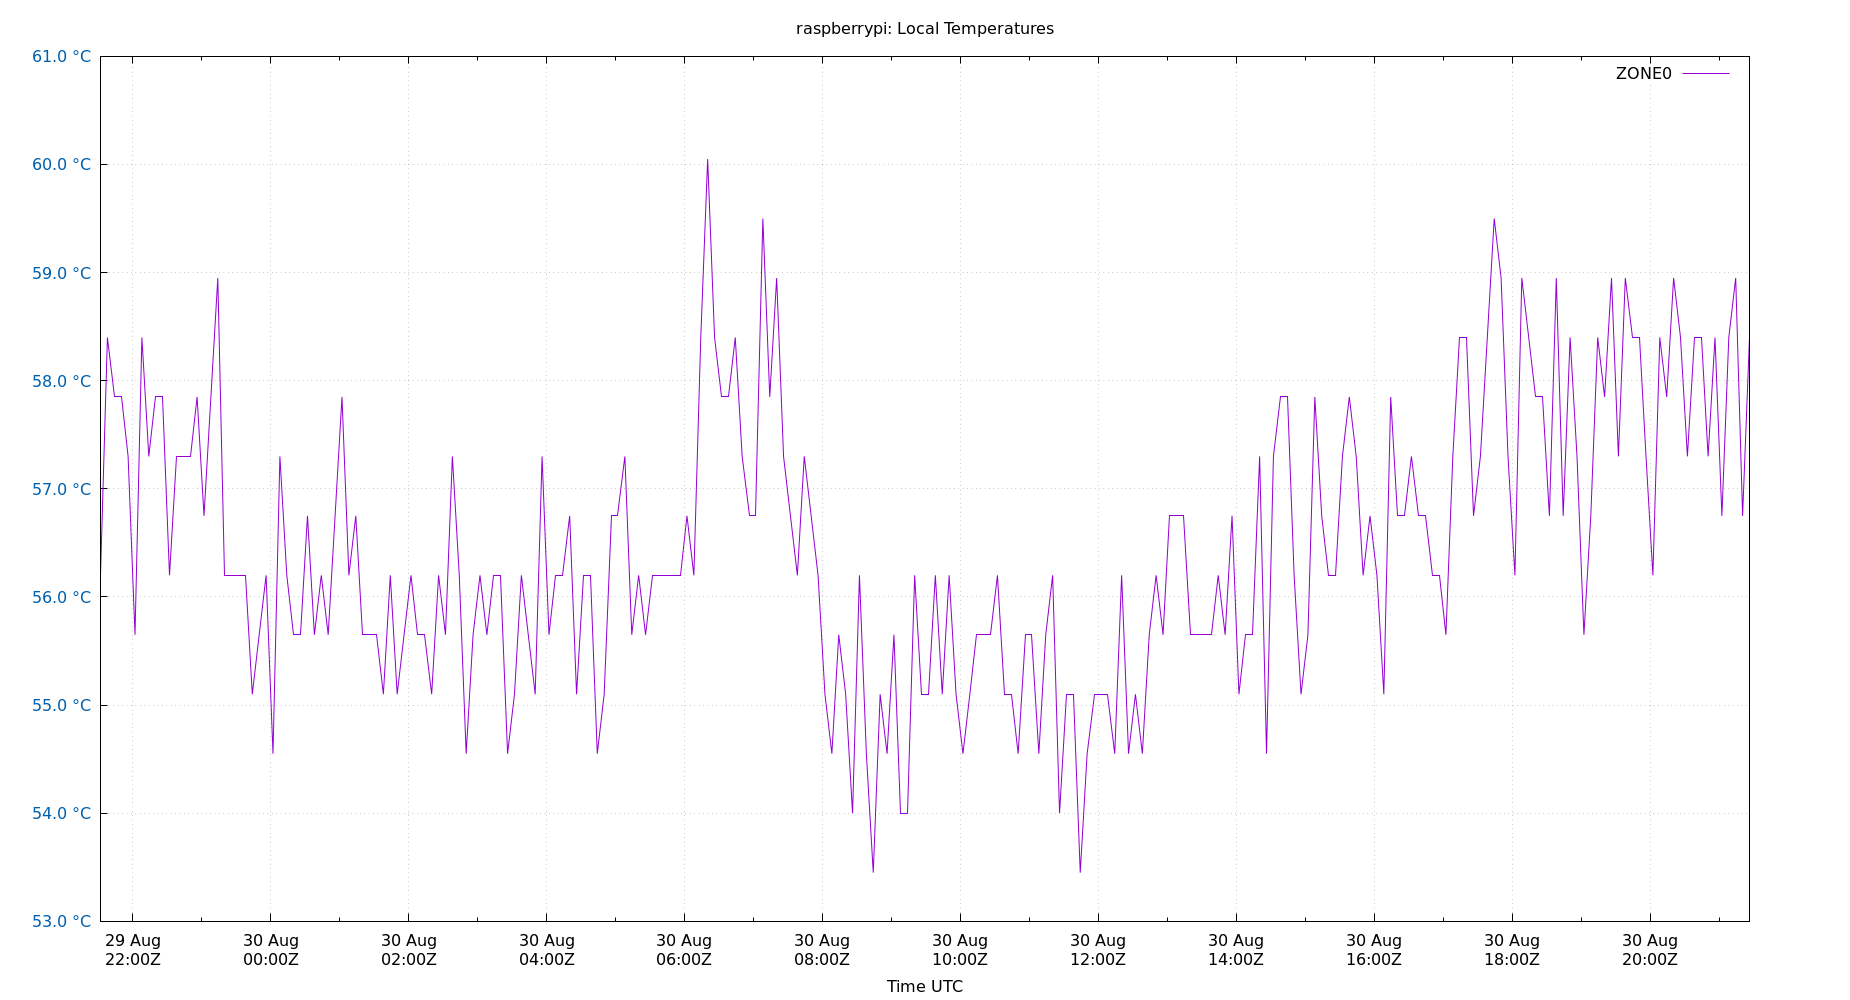 raspberrypi: Local Temperatures
61.0 °C
ZONE0
60.0 °C
59.0 °C
58.0 °C
57.0 °C
56.0 °C
55.0 °C
54.0 °C
53.0 °C
29 Aug 30 Aug 30 Aug 30 Aug 30 Aug 30 Aug 30 Aug 30 Aug 30 Aug 30 Aug 30 Aug 30 Aug
22:00Z 00:00Z 02:00Z 04:00Z 06:00Z 08:00Z 10:00Z 12:00Z 14:00Z 16:00Z 18:00Z 20:00Z
Time UTC